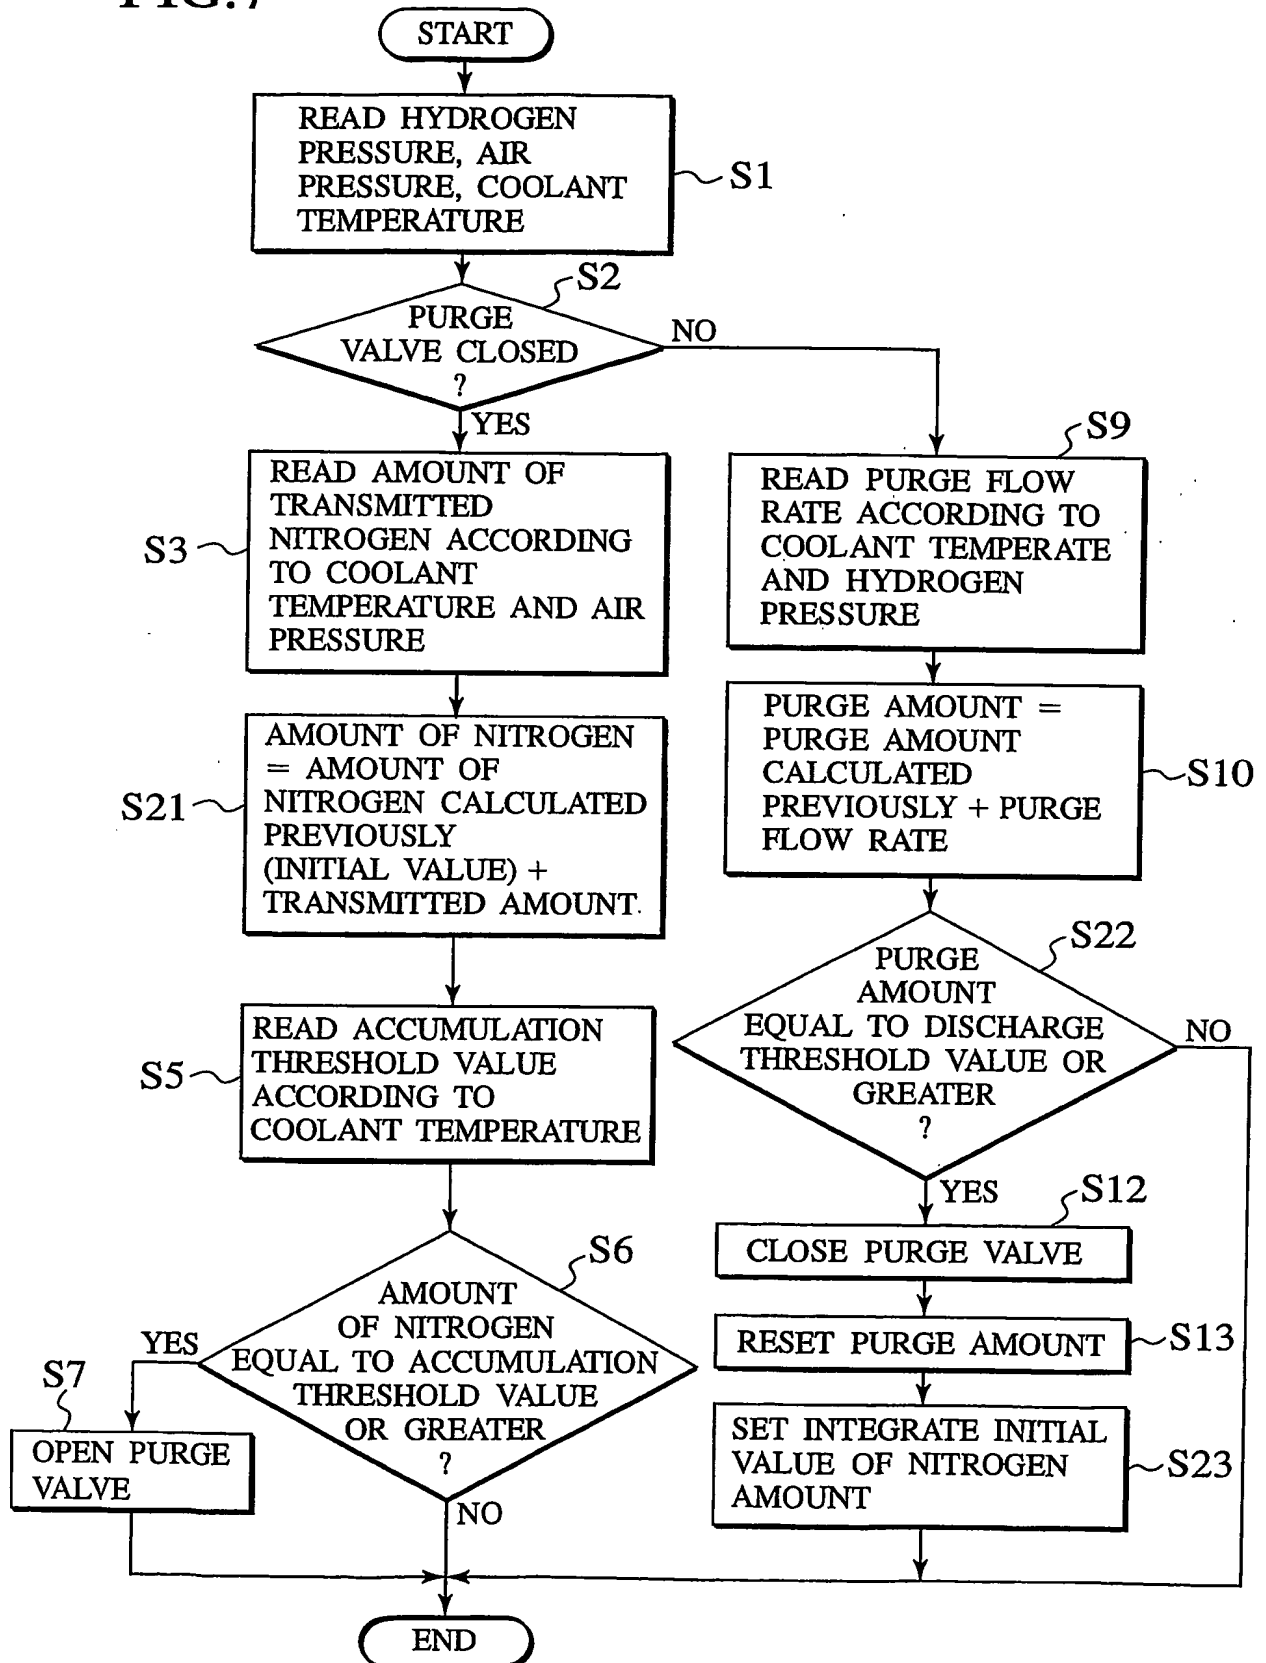 FIG.7
START
READ HYDROGEN
PRESSURE, AIR
PRESSURE, COOLANT
TEMPERATURE
S1
S2
PURGE
VALVE CLOSED
?
NO
YES
READ AMOUNT OF
TRANSMITTED
NITROGEN ACCORDING
TO COOLANT
TEMPERATURE AND AIR
PRESSURE
S3
S9
READ PURGE FLOW
RATE ACCORDING TO
COOLANT TEMPERATE
AND HYDROGEN
PRESSURE
AMOUNT OF NITROGEN
= AMOUNT OF
NITROGEN CALCULATED
PREVIOUSLY
(INITIAL VALUE) +
TRANSMITTED AMOUNT.
S21
PURGE AMOUNT =
PURGE AMOUNT
CALCULATED
PREVIOUSLY + PURGE
FLOW RATE
S10
READ ACCUMULATION
THRESHOLD VALUE
ACCORDING TO
COOLANT TEMPERATURE
S5
S22
PURGE
AMOUNT
EQUAL TO DISCHARGE
THRESHOLD VALUE OR
GREATER
?
NO
YES
S6
AMOUNT
OF NITROGEN
EQUAL TO ACCUMULATION
THRESHOLD VALUE
OR GREATER
?
YES
NO
S7
OPEN PURGE
VALVE
S12
CLOSE PURGE VALVE
RESET PURGE AMOUNT
S13
SET INTEGRATE INITIAL
VALUE OF NITROGEN
AMOUNT
S23
END